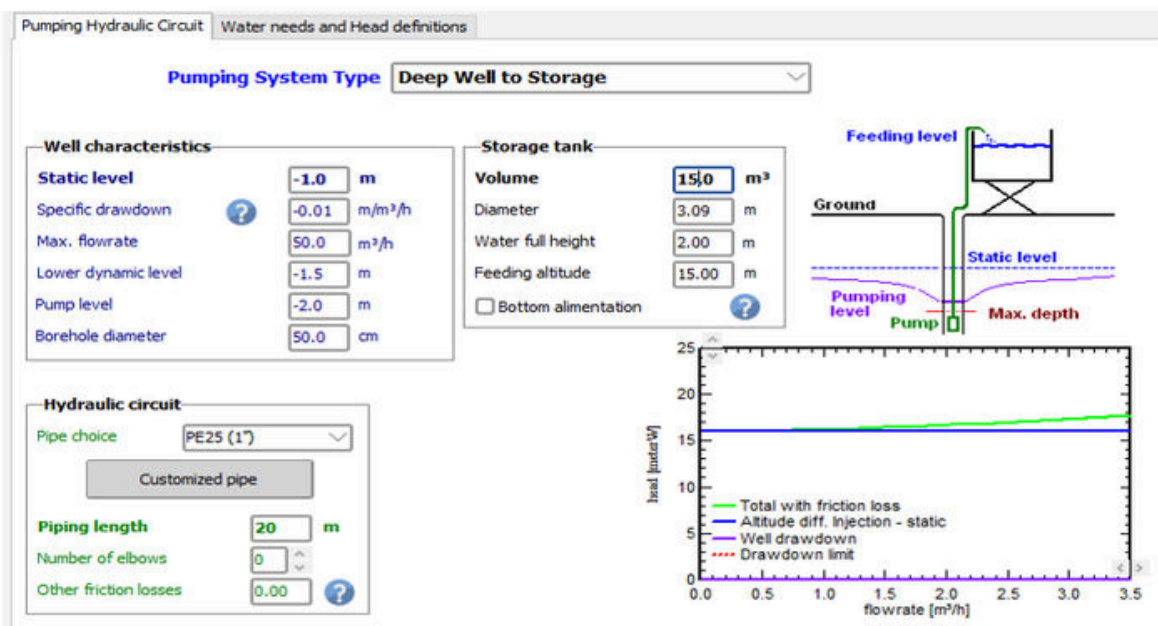 Pumping Hydraulic Circuit Water needs and Head definitions
Pumping System Type Deep Well to Storage
Well characteristics
Static level -1.0 m
Specific drawdown ? -0.01 m/m³/h
Max. flowrate 50.0 m³/h
Lower dynamic level -1.5 m
Pump level -2.0 m
Borehole diameter 50.0 cm
Storage tank
Volume 15.0 m³
Diameter 3.09 m
Water full height 2.00 m
Feeding altitude 15.00 m
Bottom alimentation ?
Feeding level
Ground
Static level
Pumping
level
Max. depth
Pump
Hydraulic circuit
Pipe choice PE25 (1")
Customized pipe
Piping length 20 m
Number of elbows 0
Other friction losses 0.00 ?
head [meterW]
25
20
15
10
5
0
Total with friction loss
Altitude diff. Injection - static
Well drawdown
Drawdown limit
0.0 0.5 1.0 1.5 2.0 2.5 3.0 3.5
flowrate [m³/h]